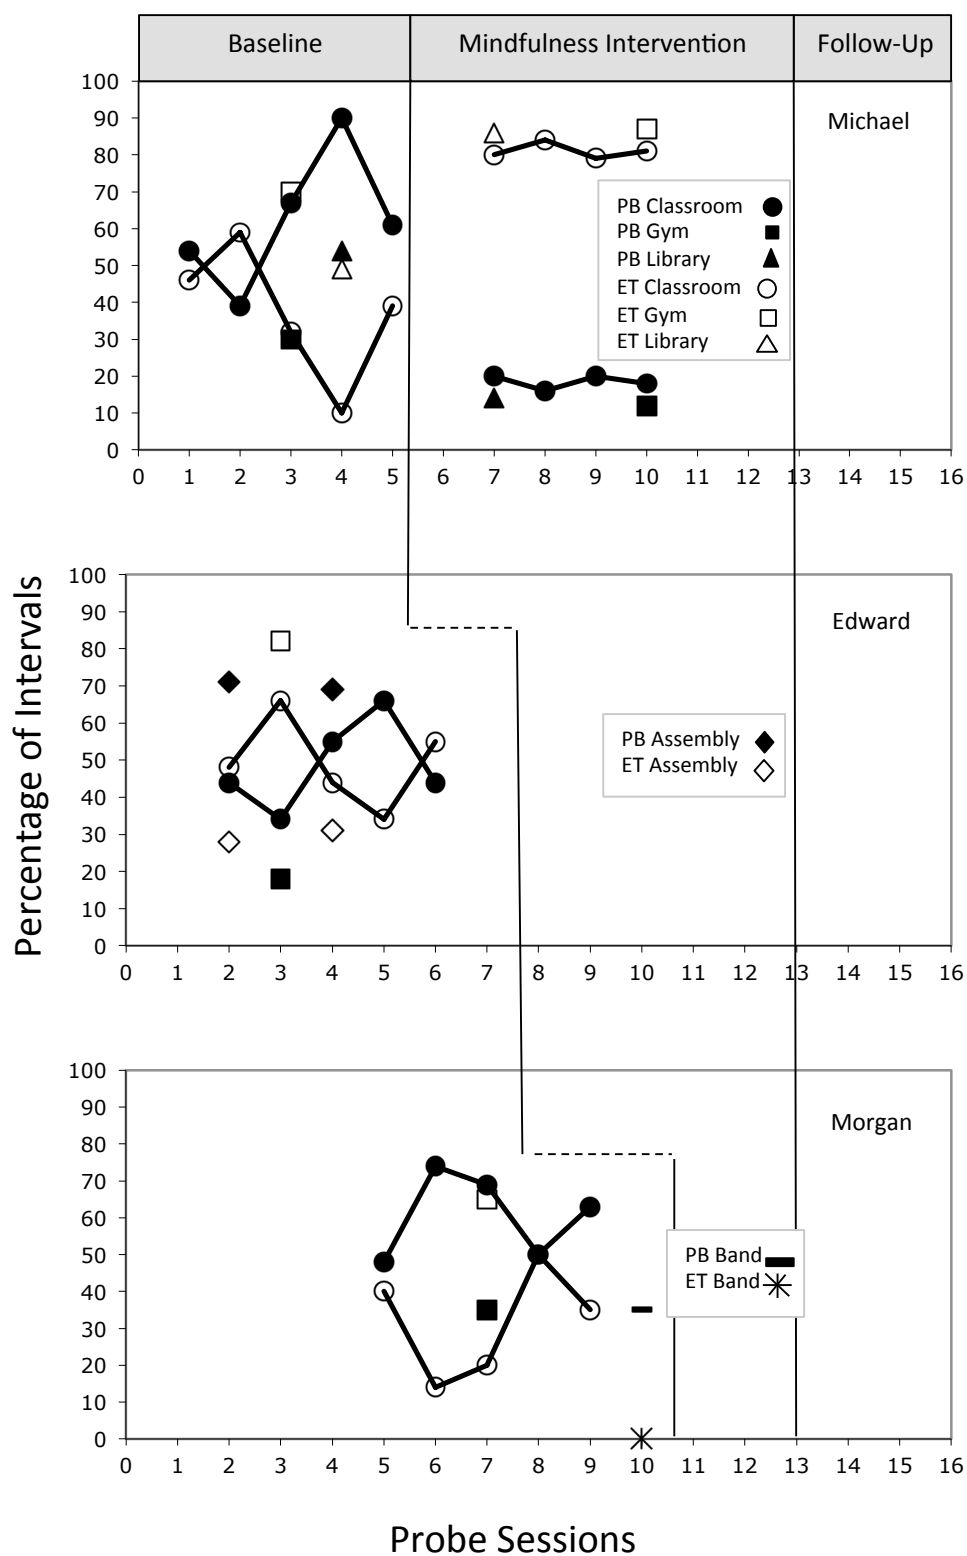 Baseline Mindfulness Intervention Follow-Up
100
90
80
70
60
50
40
30
20
10
0
Michael
PB Classroom
PB Gym
PB Library
ET Classroom
ET Gym
ET Library
0 1 2 3 4 5 6 7 8 9 10 11 12 13 14 15 16
Percentage of Intervals
100
90
80
70
60
50
40
30
20
10
0
Edward
PB Assembly
ET Assembly
0 1 2 3 4 5 6 7 8 9 10 11 12 13 14 15 16
100
90
80
70
60
50
40
30
20
10
0
Morgan
PB Band
ET Band
0 1 2 3 4 5 6 7 8 9 10 11 12 13 14 15 16
Probe Sessions